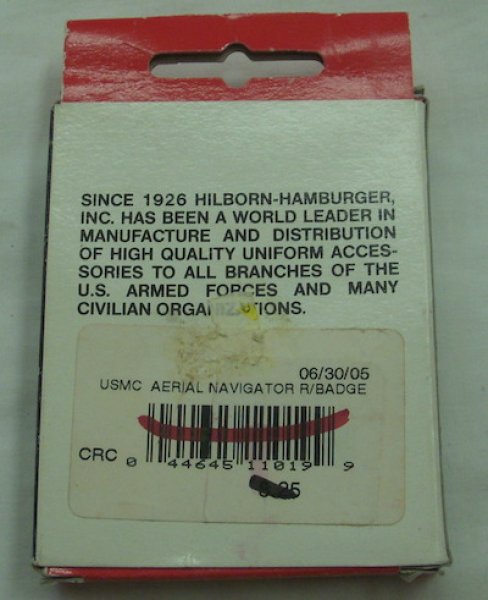 SINCE 1926 HILBORN-HAMBURGER,
INC. HAS BEEN A WORLD LEADER IN
MANUFACTURE AND DISTRIBUTION
OF HIGH QUALITY UNIFORM ACCES-
SORIES TO ALL BRANCHES OF THE
U.S. ARMED FORCES AND MANY
CIVILIAN
06/30/05
USMC AERIAL NAVIGATOR R/BADGE
CRC
0 44645 11019 9